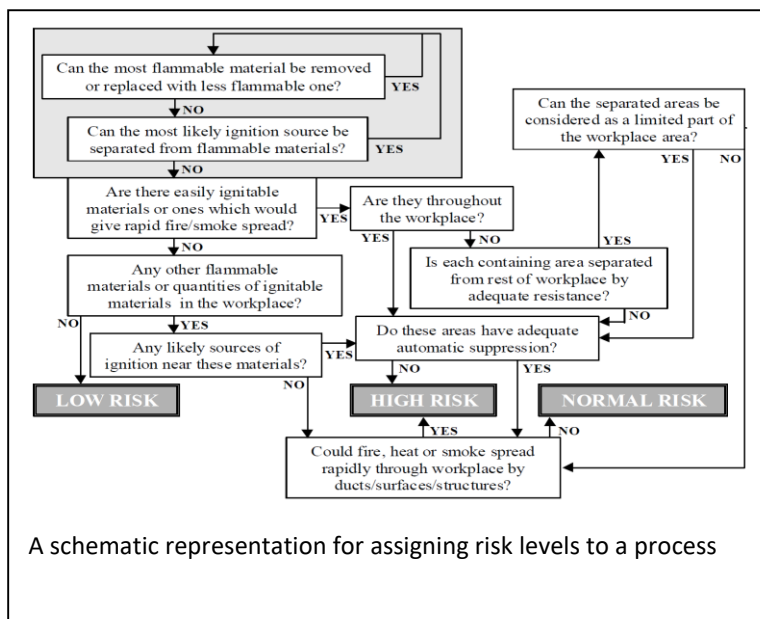 Can the most flammable material be removed
or replaced with less flammable one?
YES
NO
Can the most likely ignition source be
separated from flammable materials?
YES
NO
Are there easily ignitable
materials or ones which would
give rapid fire/smoke spread?
YES
NO
Are they throughout
the workplace?
YES
NO
Can the separated areas be
considered as a limited part of
the workplace area?
YES
NO
Is each containing area separated
from rest of workplace by
adequate resistance?
YES
NO
Any other flammable
materials or quantities of ignitable
materials in the workplace?
NO
YES
Any likely sources of
ignition near these materials?
YES
NO
Do these areas have adequate
automatic suppression?
NO
YES
LOW RISK
HIGH RISK
NORMAL RISK
YES
NO
Could fire, heat or smoke spread
rapidly through workplace by
ducts/surfaces/structures?
A schematic representation for assigning risk levels to a process